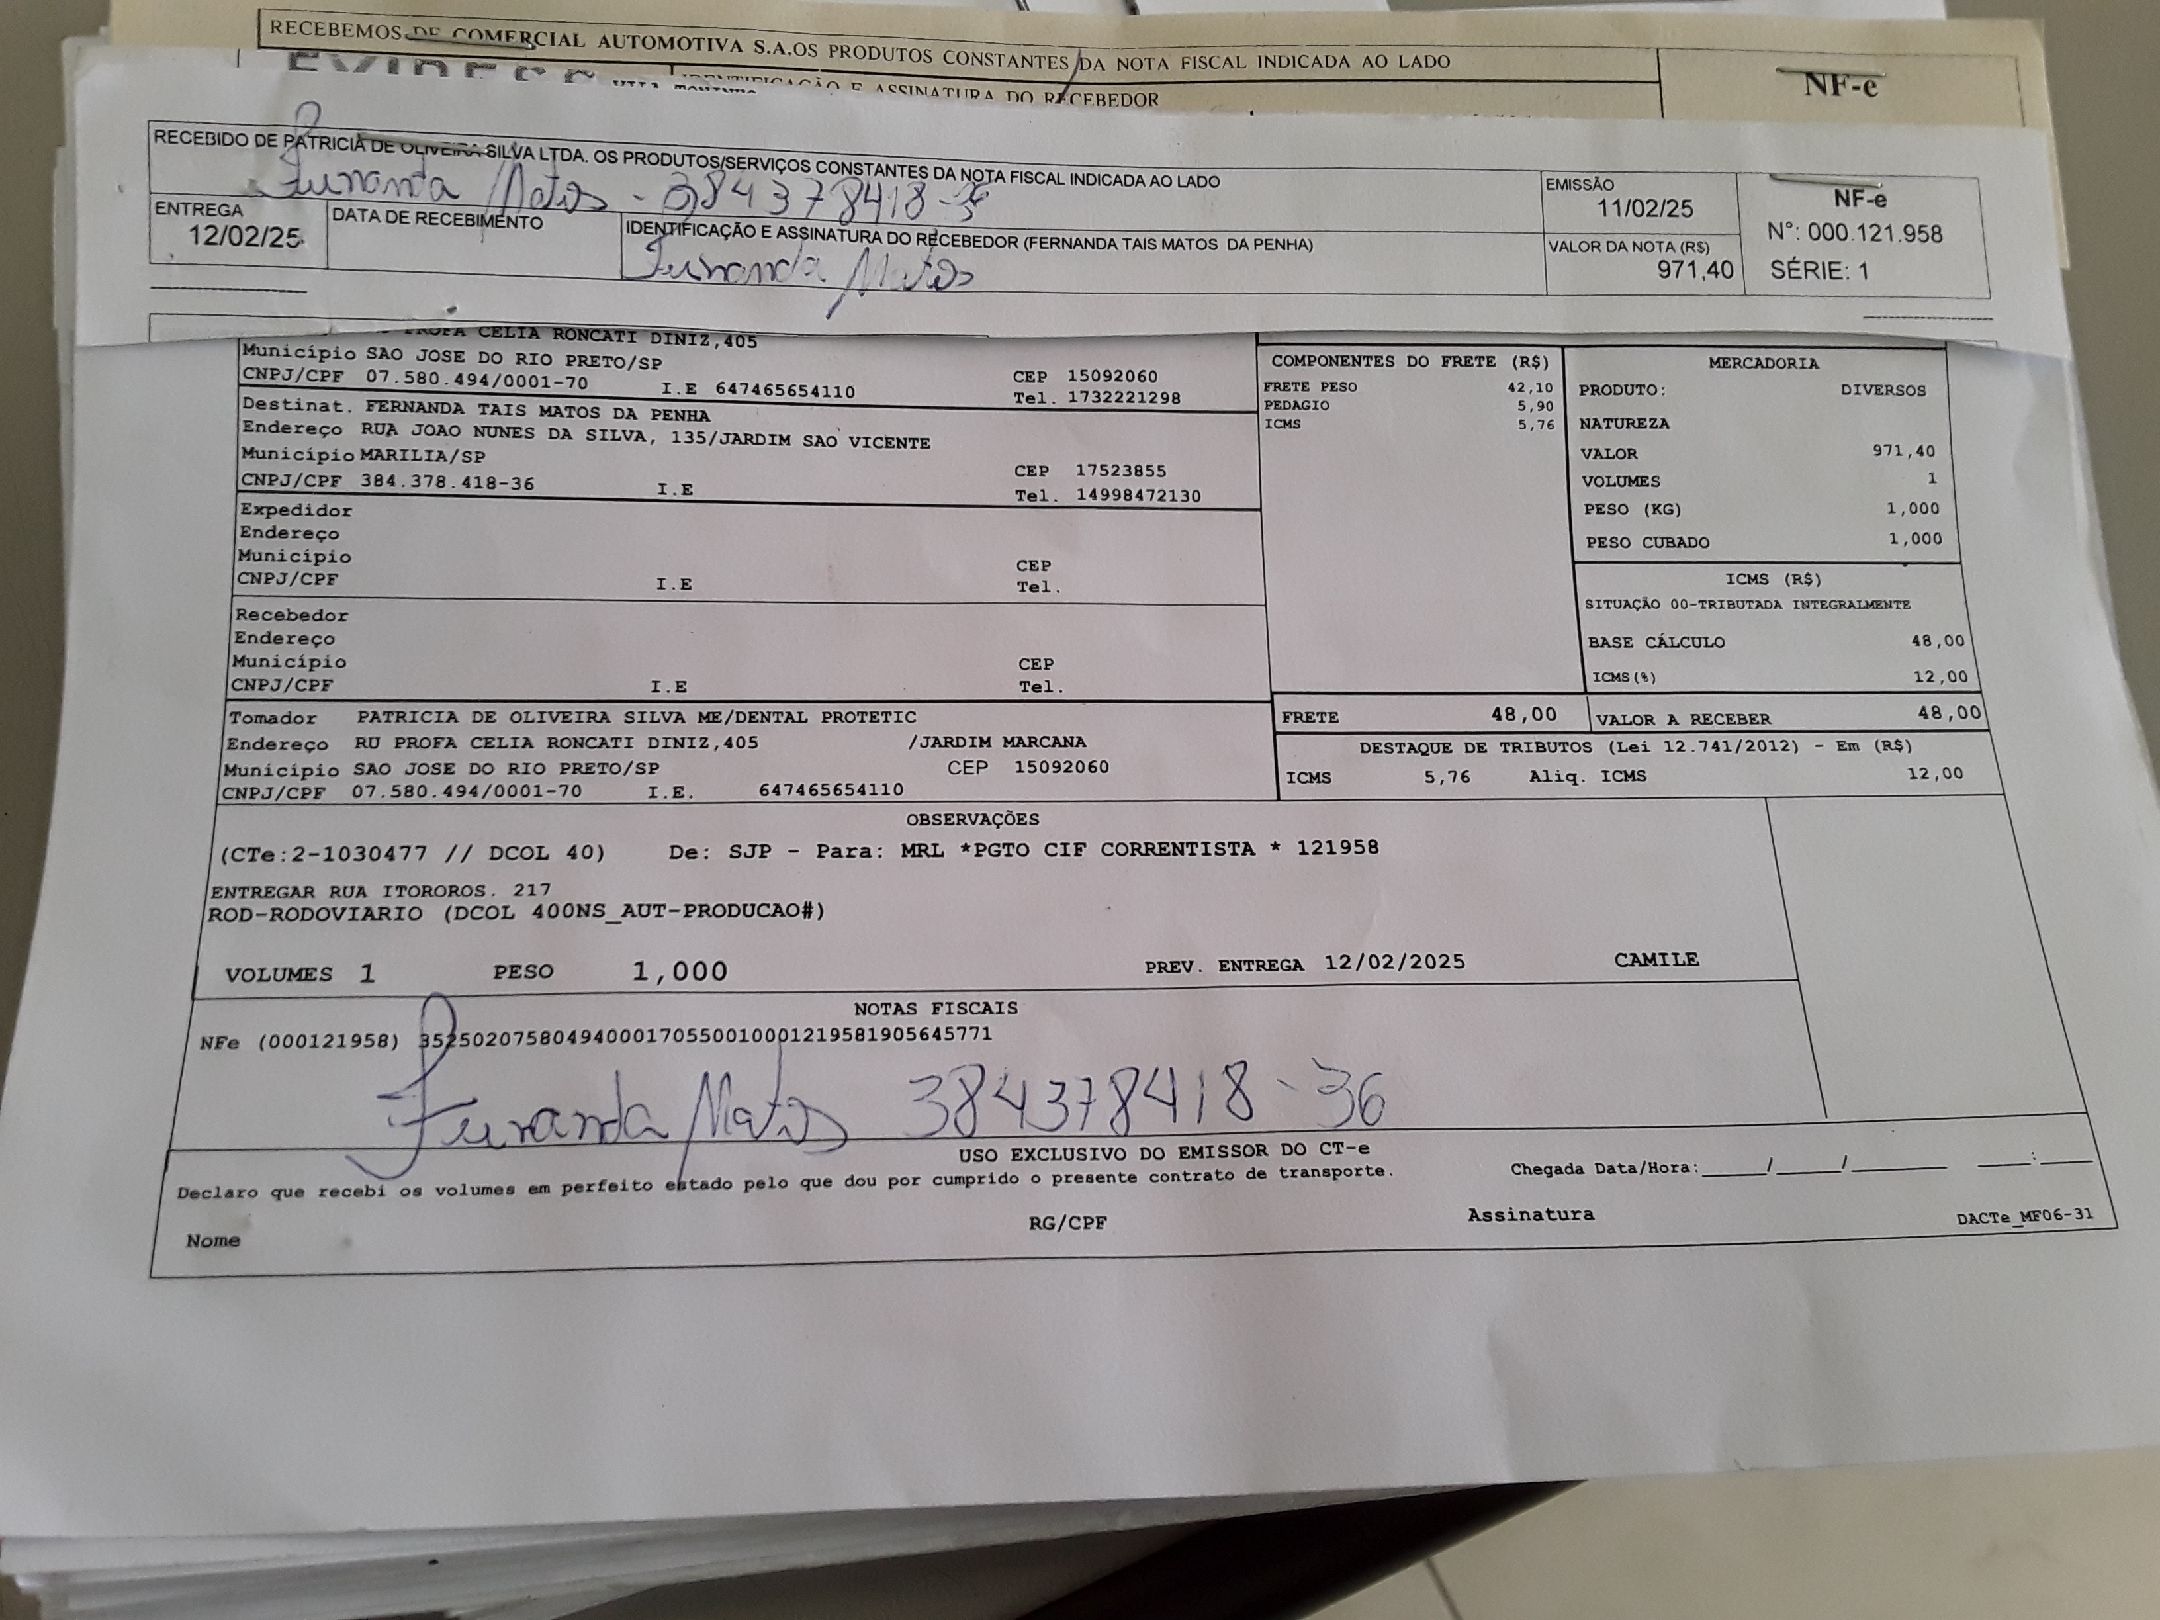 RECEBEMOS DE COMERCIAL AUTOMOTIVA S.A.OS PRODUTOS CONSTANTES DA NOTA FISCAL INDICADA AO LADO
NF-e
IDENTIFICAÇÃO E ASSINATURA DO RECEBEDOR
RECEBIDO DE PATRICIA DE OLIVEIRA SILVA LTDA. OS PRODUTOS/SERVIÇOS CONSTANTES DA NOTA FISCAL INDICADA AO LADO
Fernanda Matos - 384378418-36
EMISSÃO
11/02/25
NF-e
Nº: 000.121.958
SÉRIE: 1
ENTREGA
12/02/25
DATA DE RECEBIMENTO
IDENTIFICAÇÃO E ASSINATURA DO RECEBEDOR (FERNANDA TAIS MATOS DA PENHA)
Fernanda Matos
VALOR DA NOTA (R$)
971,40
PROFA CELIA RONCATI DINIZ,405
Município SAO JOSE DO RIO PRETO/SP
CEP 15092060
CNPJ/CPF 07.580.494/0001-70 I.E 647465654110
Tel. 1732221298
Destinat. FERNANDA TAIS MATOS DA PENHA
Endereço RUA JOAO NUNES DA SILVA, 135/JARDIM SAO VICENTE
Município MARILIA/SP
CEP 17523855
CNPJ/CPF 384.378.418-36 I.E
Tel. 14998472130
Expedidor
Endereço
Município
CEP
CNPJ/CPF I.E
Tel.
Recebedor
Endereço
Município
CEP
CNPJ/CPF I.E
Tel.
Tomador PATRICIA DE OLIVEIRA SILVA ME/DENTAL PROTETIC
Endereço RU PROFA CELIA RONCATI DINIZ,405 /JARDIM MARCANA
Município SAO JOSE DO RIO PRETO/SP CEP 15092060
CNPJ/CPF 07.580.494/0001-70 I.E. 647465654110
COMPONENTES DO FRETE (R$)
FRETE PESO 42,10
PEDAGIO 5,90
ICMS 5,76
MERCADORIA
PRODUTO: DIVERSOS
NATUREZA
VALOR 971,40
VOLUMES 1
PESO (KG) 1,000
PESO CUBADO 1,000
ICMS (R$)
SITUAÇÃO 00-TRIBUTADA INTEGRALMENTE
BASE CÁLCULO 48,00
ICMS(%) 12,00
FRETE 48,00 VALOR A RECEBER 48,00
DESTAQUE DE TRIBUTOS (Lei 12.741/2012) - Em (R$)
ICMS 5,76 Aliq. ICMS 12,00
OBSERVAÇÕES
(CTe:2-1030477 // DCOL 40) De: SJP - Para: MRL *PGTO CIF CORRENTISTA * 121958
ENTREGAR RUA ITOROROS. 217
ROD-RODOVIARIO (DCOL 400NS_AUT-PRODUCAO#)
VOLUMES 1 PESO 1,000 PREV. ENTREGA 12/02/2025 CAMILE
NOTAS FISCAIS
NFe (000121958) 35250207580494000170550010001219581905645771
Fernanda Matos 384378418-36
USO EXCLUSIVO DO EMISSOR DO CT-e
Declaro que recebi os volumes em perfeito estado pelo que dou por cumprido o presente contrato de transporte.
Chegada Data/Hora:_____/_____/_______ ____:____
Nome RG/CPF Assinatura
DACTe_MF06-31